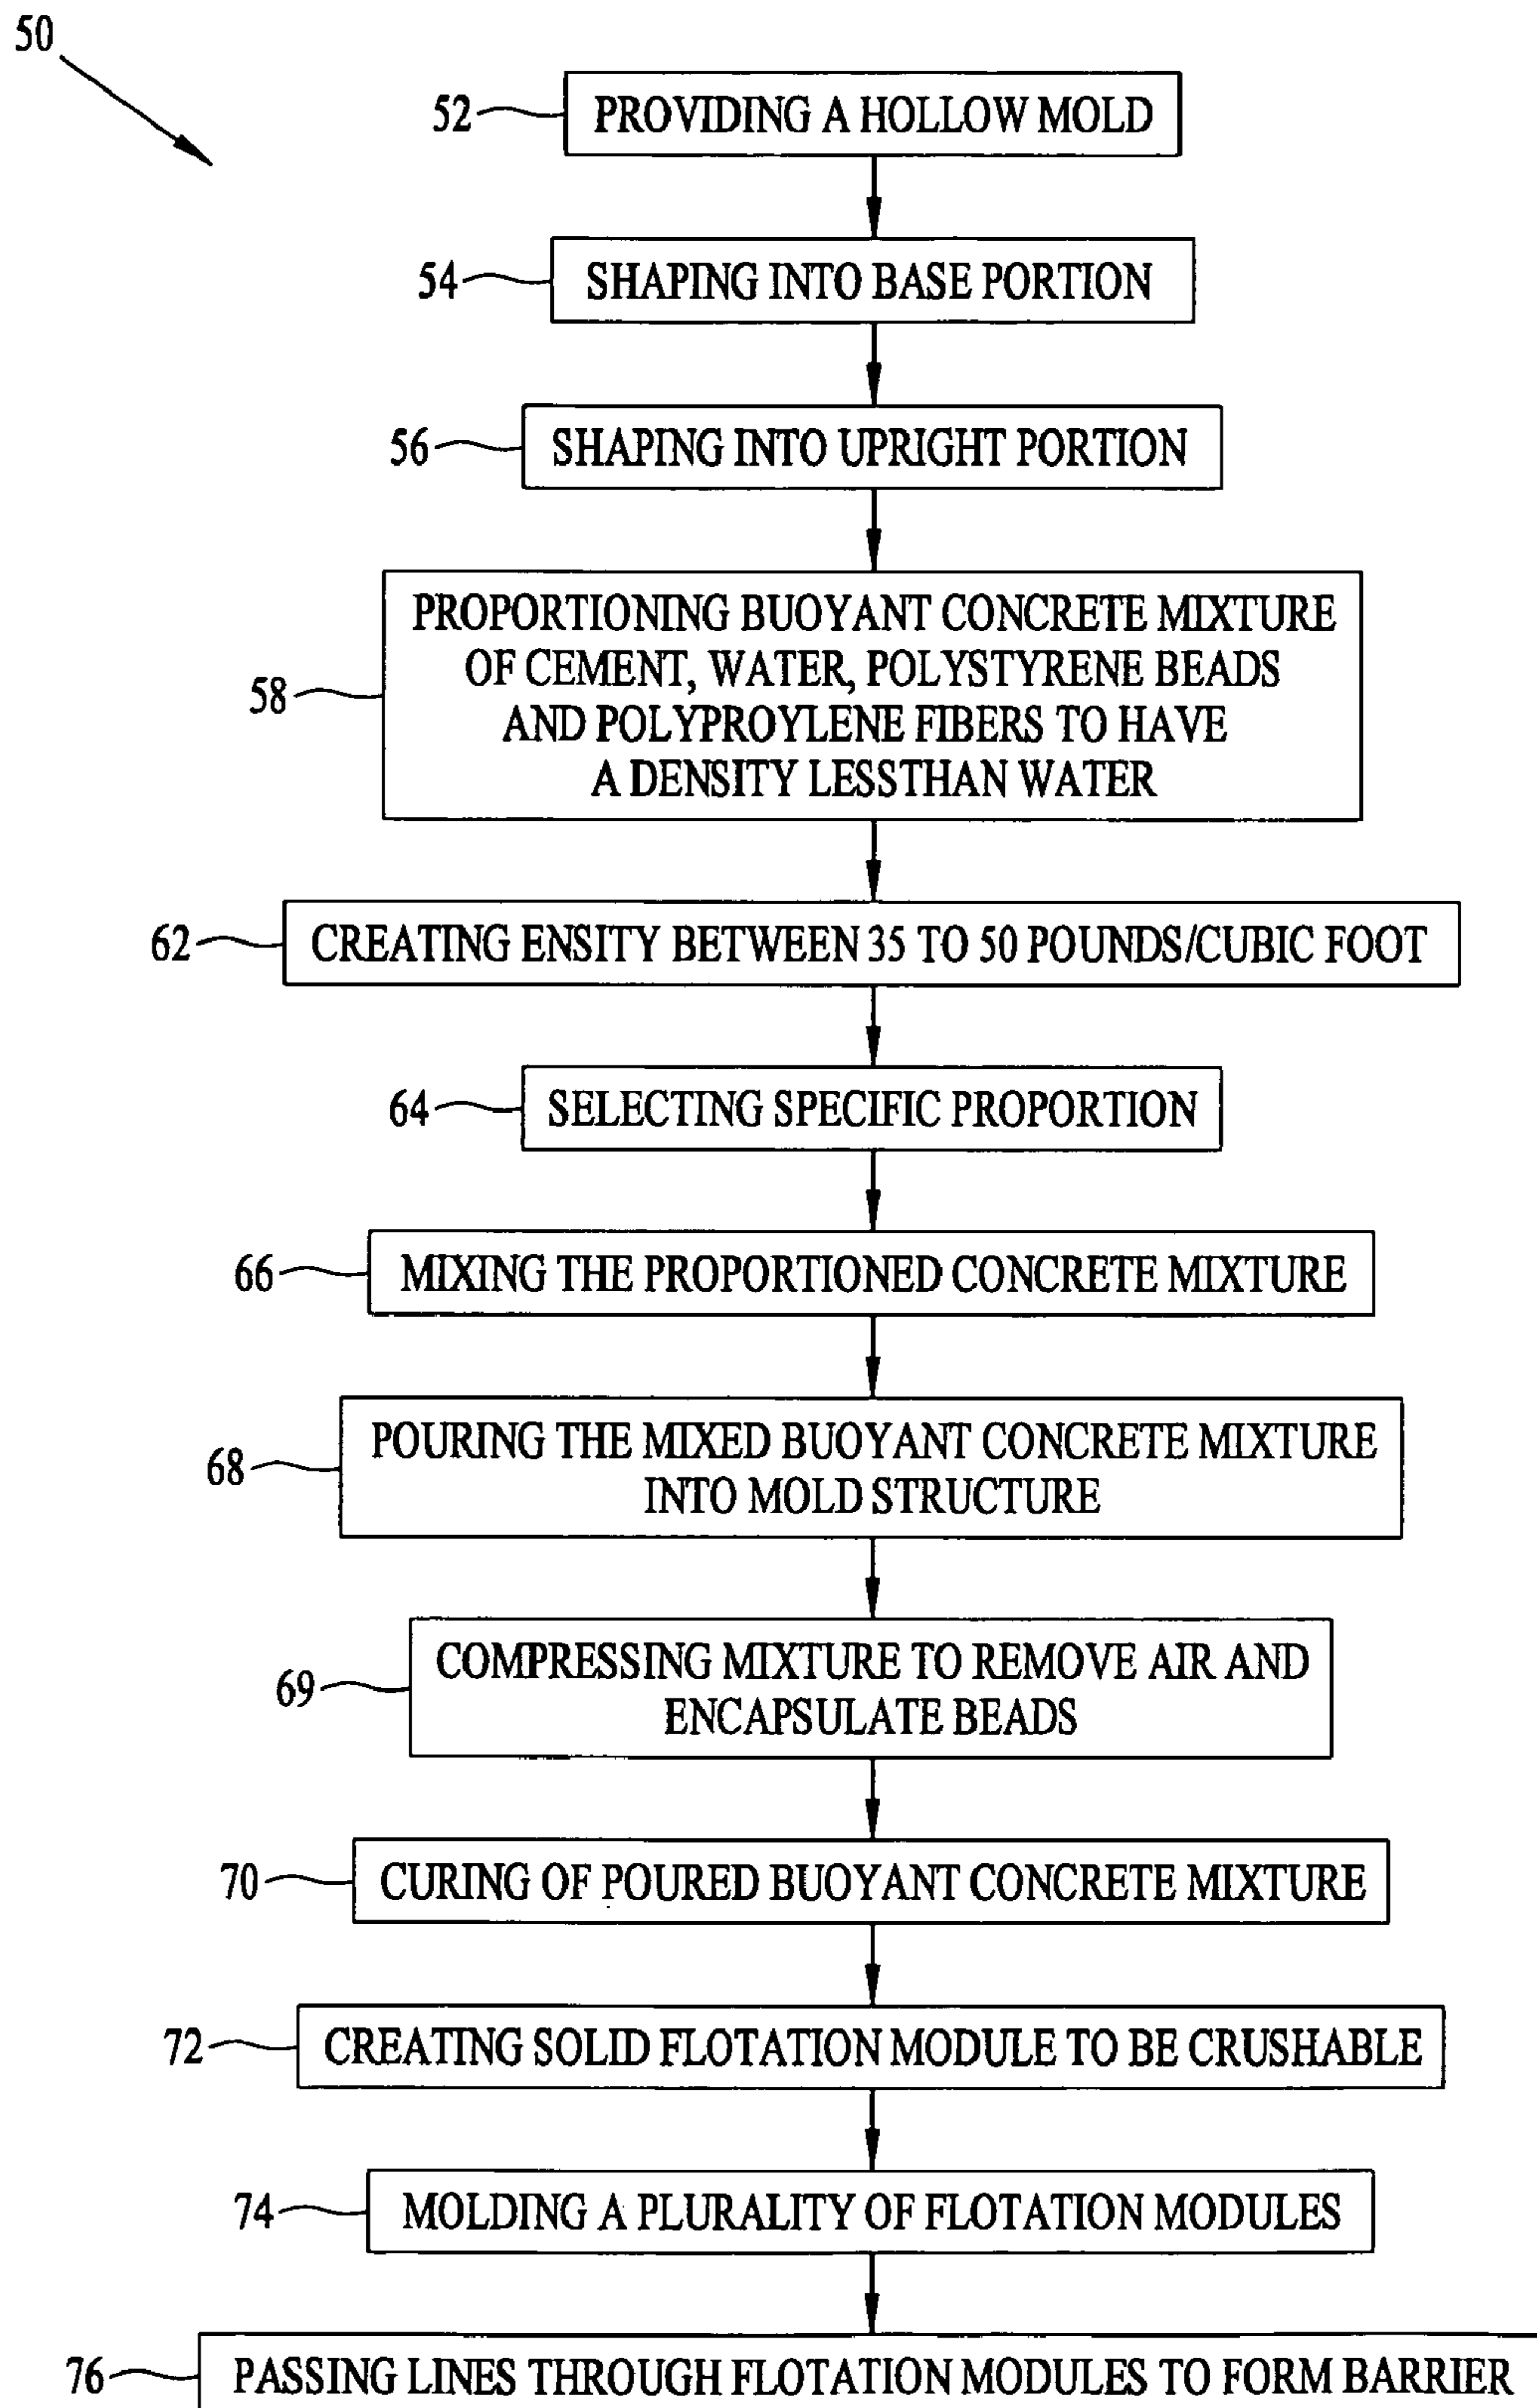 50
52 PROVIDING A HOLLOW MOLD
54 SHAPING INTO BASE PORTION
56 SHAPING INTO UPRIGHT PORTION
PROPORTIONING BUOYANT CONCRETE MIXTURE
OF CEMENT, WATER, POLYSTYRENE BEADS
58
AND POLYPROYLENE FIBERS TO HAVE
A DENSITY LESSTHAN WATER
62 CREATING ENSITY BETWEEN 35 TO 50 POUNDS/CUBIC FOOT
64 SELECTING SPECIFIC PROPORTION
66 MIXING THE PROPORTIONED CONCRETE MIXTURE
68
POURING THE MIXED BUOYANT CONCRETE MIXTURE
INTO MOLD STRUCTURE
69
COMPRESSING MIXTURE TO REMOVE AIR AND
ENCAPSULATE BEADS
70 CURING OF POURED BUOYANT CONCRETE MIXTURE
72 CREATING SOLID FLOTATION MODULE TO BE CRUSHABLE
74 MOLDING A PLURALITY OF FLOTATION MODULES
76 PASSING LINES THROUGH FLOTATION MODULES TO FORM BARRIER